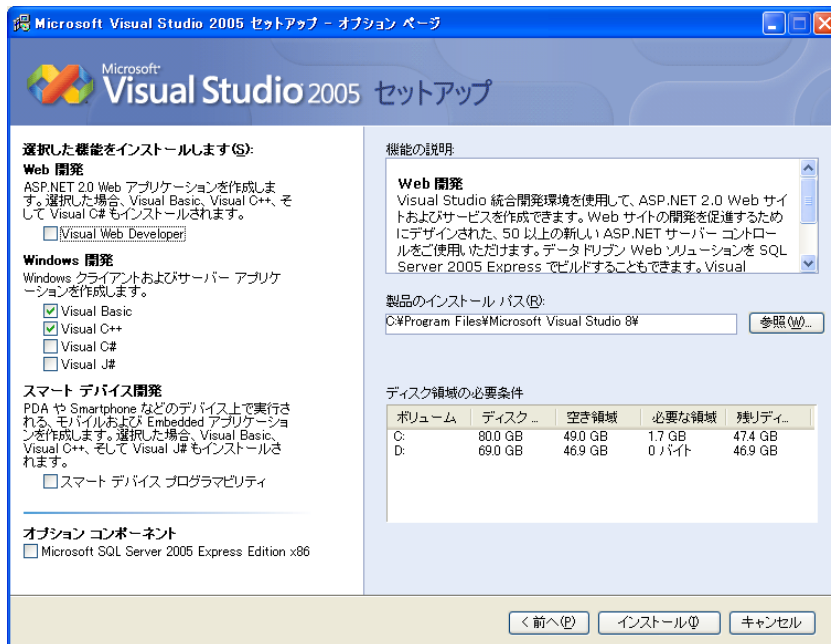 Microsoft Visual Studio 2005 セットアップ - オプション ページ
Microsoft
Visual Studio 2005 セットアップ
選択した機能をインストールします(S):
Web 開発
ASP.NET 2.0 Web アプリケーションを作成しま
す。選択した場合、Visual Basic、Visual C++、そ
して Visual C# もインストールされます。
Visual Web Developer
Windows 開発
Windows クライアントおよびサーバー アプリケ
ーションを作成します。
Visual Basic
Visual C++
Visual C#
Visual J#
スマート デバイス開発
PDA や Smartphone などのデバイス上で実行さ
れる、モバイルおよび Embedded アプリケーショ
ンを作成します。選択した場合、Visual Basic、
Visual C++、そして Visual J# もインストールさ
れます。
スマート デバイス プログラマビリティ
オプション コンポーネント
Microsoft SQL Server 2005 Express Edition x86
機能の説明:
Web 開発
Visual Studio 統合開発環境を使用して、ASP.NET 2.0 Web サイ
トおよびサービスを作成できます。Web サイトの開発を促進するため
にデザインされた、50 以上の新しい ASP.NET サーバー コントロー
ルをご使用いただけます。データドリブン Web ソリューションを SQL
Server 2005 Express でビルドすることもできます。Visual
製品のインストール パス(R):
C:¥Program Files¥Microsoft Visual Studio 8¥
参照(W)...
ディスク領域の必要条件
ボリューム ディスク ... 空き領域 必要な領域 残りディ...
C: 80.0 GB 49.0 GB 1.7 GB 47.4 GB
D: 69.0 GB 46.9 GB 0 バイト 46.9 GB
< 前へ(P) インストール(I) キャンセル